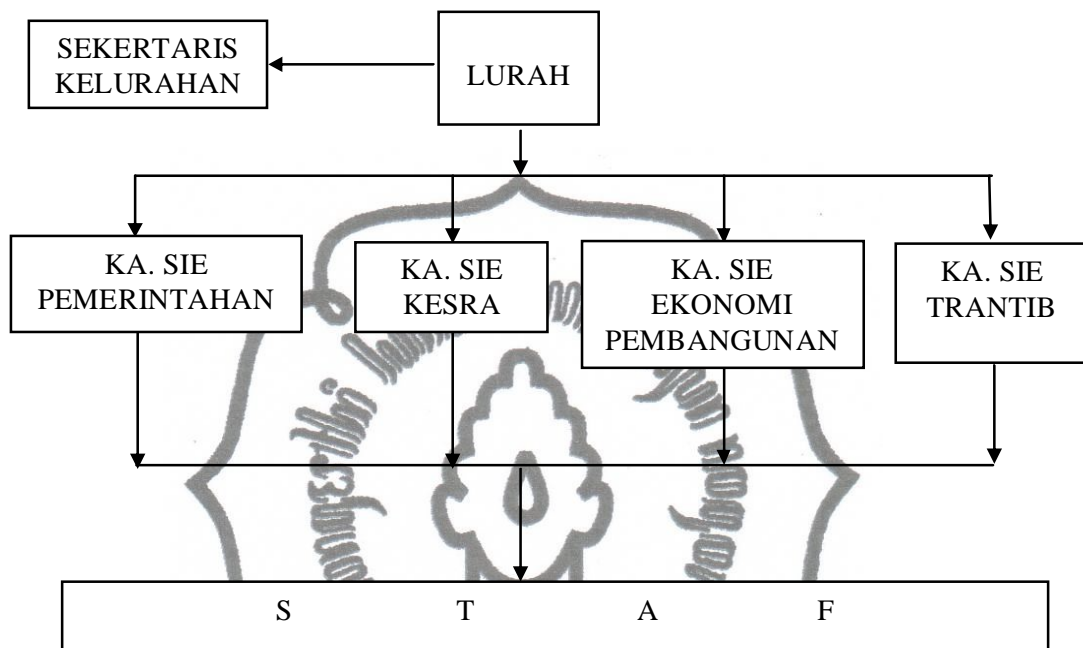 SEKERTARIS
KELURAHAN
LURAH
KA. SIE
PEMERINTAHAN
KA. SIE
KESRA
KA. SIE
EKONOMI
PEMBANGUNAN
KA. SIE
TRANTIB
S T A F